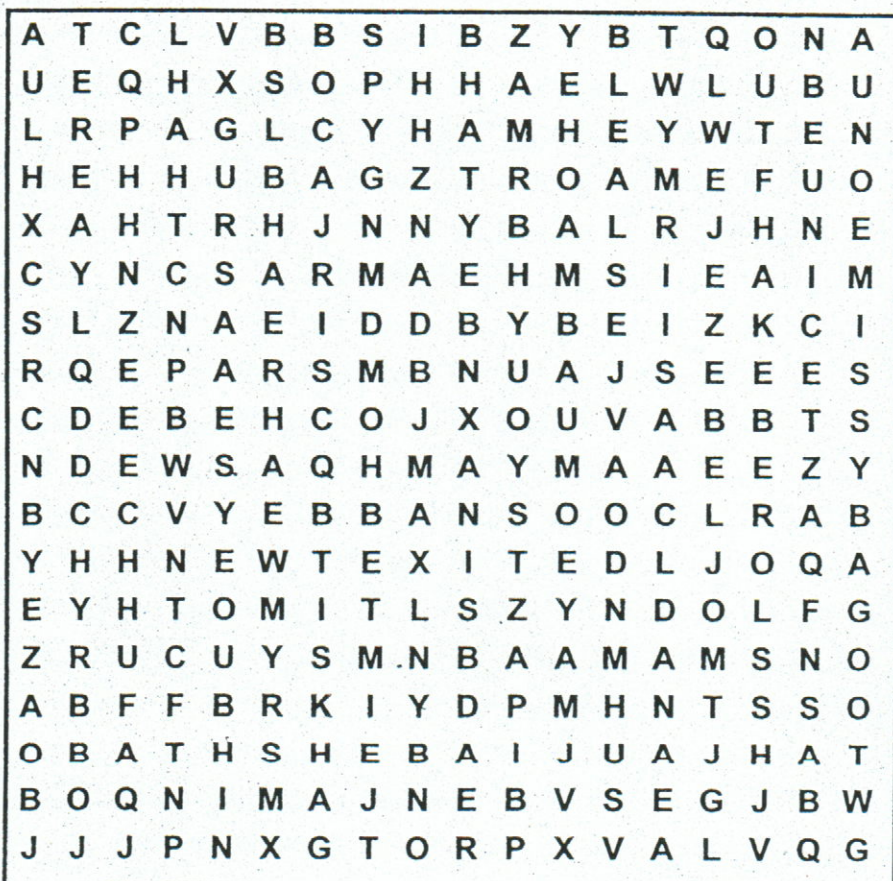 A T C L V B B S I B Z Y B T Q O N A
U E Q H X S O P H H A E L W L U B U
L R P A G L C Y H A M H E Y W T E N
H E H H U B A G Z T R O A M E F U O
X A H T R H J N N Y B A L R J H N E
C Y N C S A R M A E H M S I E A I M
S L Z N A E I D D B Y B E I Z K C I
R Q E P A R S M B N U A J S E E E S
C D E B E H C O J X O U V A B B T S
N D E W S A Q H M A Y M A A E E Z Y
B C C V Y E B B A N S O O C L R A B
Y H H N E W T E X I T E D L J O Q A
E Y H T O M I T L S Z Y N D O L F G
Z R U C U Y S M N B A A M A M S N O
A B F F B R K I Y D P M H N T S S O
O B A T H S H E B A I J U A J H A T
B O Q N I M A J N E B V S E G J B W
J J J P N X G T O R P X V A L V Q G